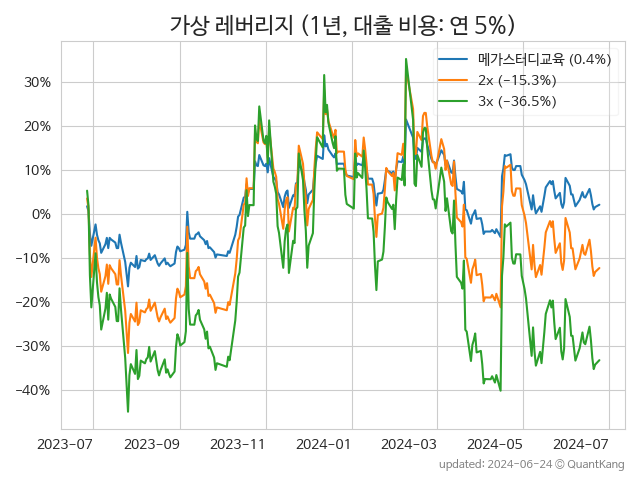 가상 레버리지 (1년, 대출 비용: 연 5%)
메가스터디교육 (0.4%)
2x (−15.3%)
3x (−36.5%)
30%
20%
10%
0%
−10%
−20%
−30%
−40%
2023-07 2023-09 2023-11 2024-01 2024-03 2024-05 2024-07
updated: 2024-06-24 © QuantKang